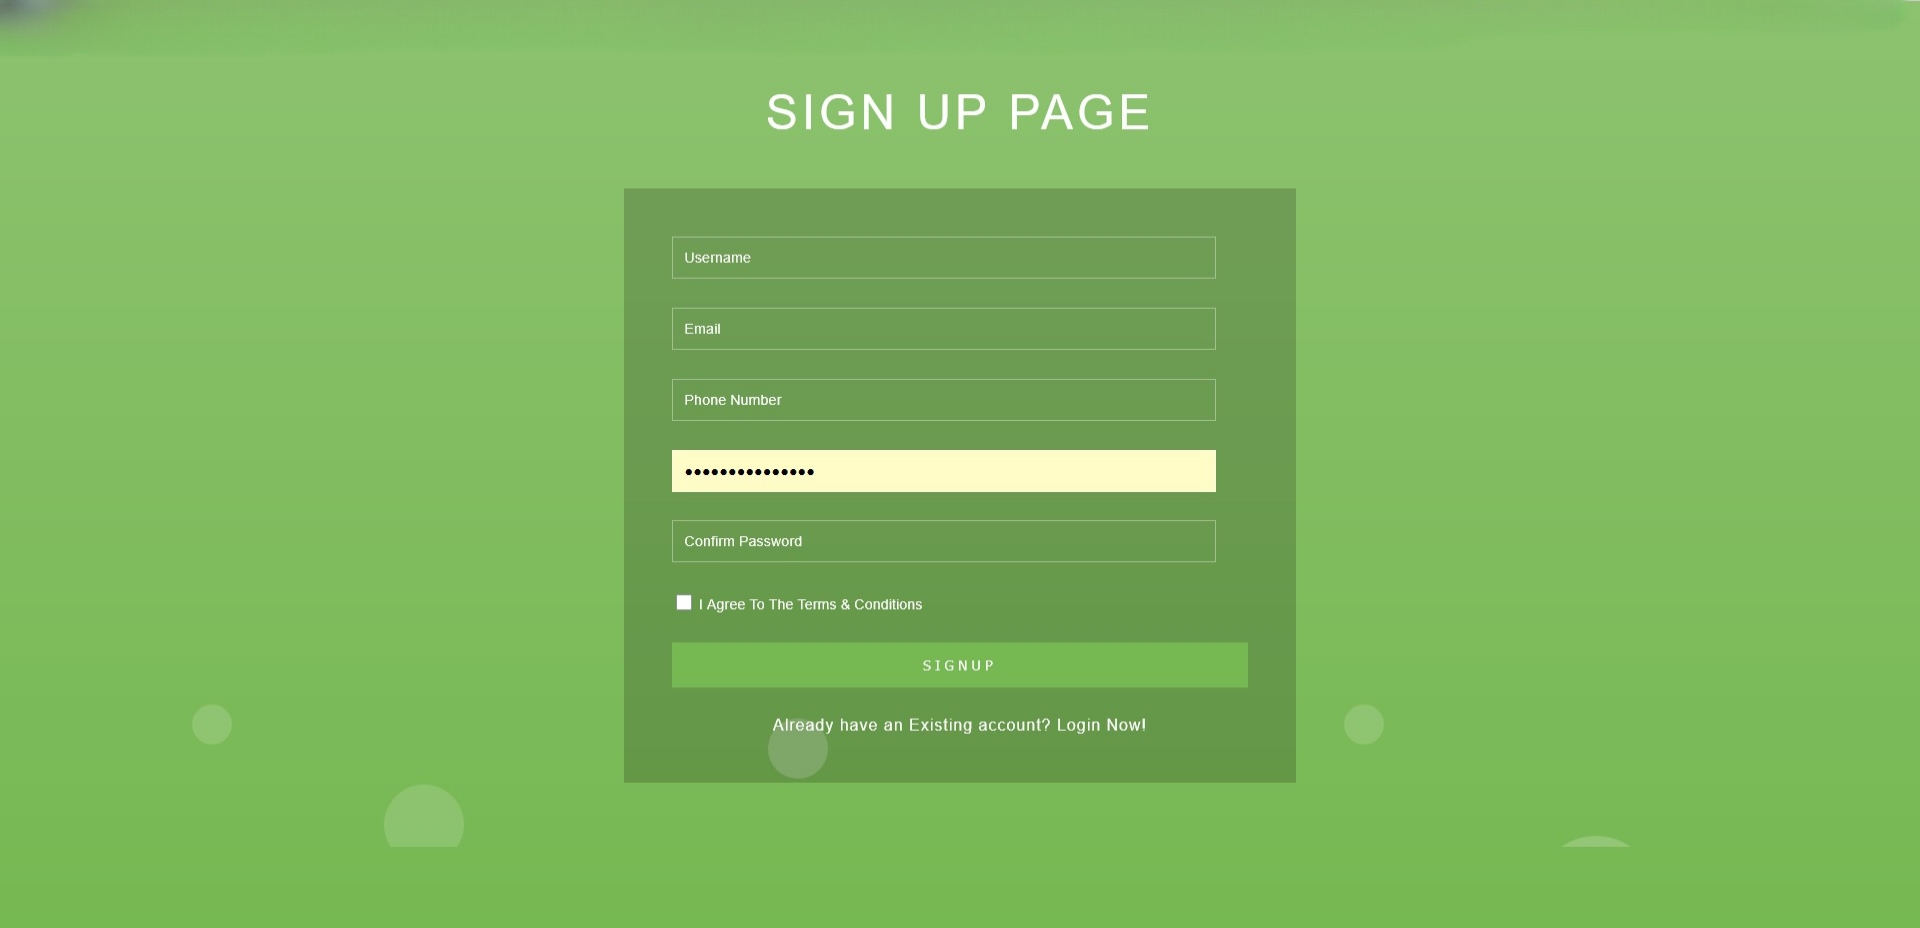 SIGN UP PAGE
Username
Email
Phone Number
•••••••••••••••
Confirm Password
I Agree To The Terms & Conditions
SIGNUP
Already have an Existing account? Login Now!